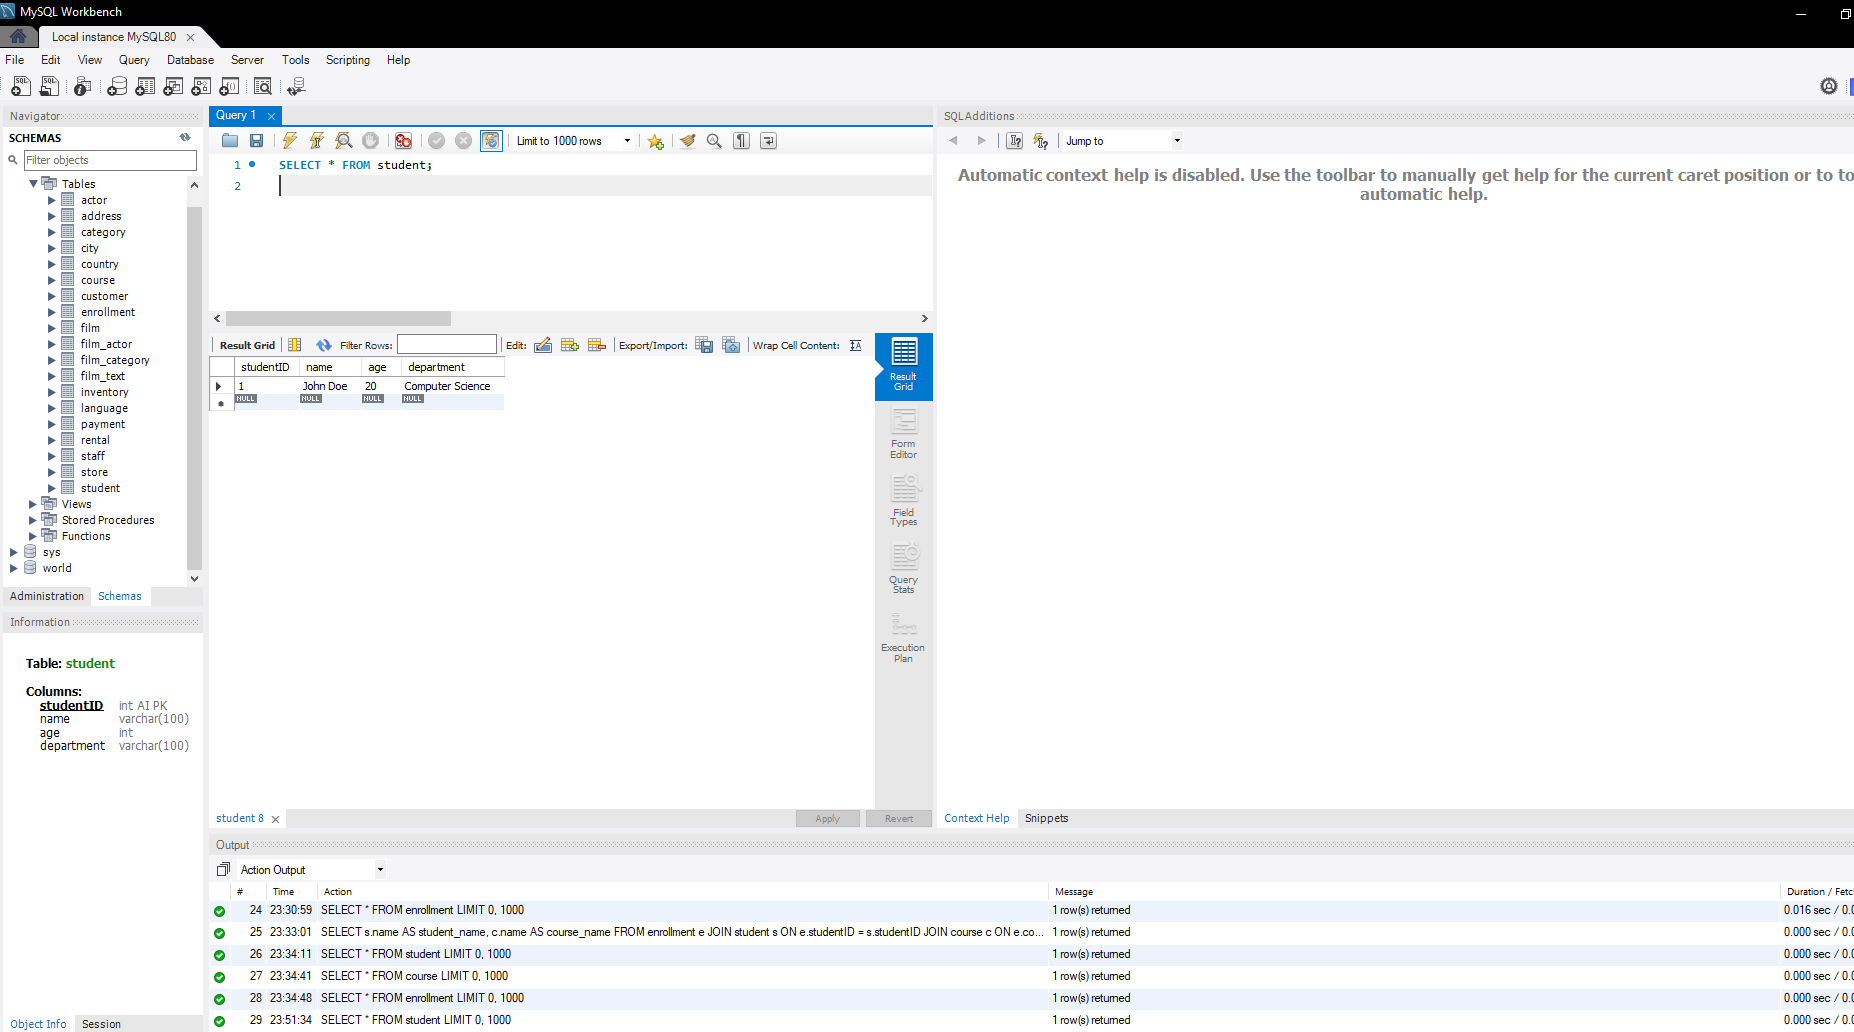 MySQL Workbench
Local instance MySQL80
File Edit View Query Database Server Tools Scripting Help
Navigator
SCHEMAS
Filter objects
Tables
actor
address
category
city
country
course
customer
enrollment
film
film_actor
film_category
film_text
inventory
language
payment
rental
staff
store
student
Views
Stored Procedures
Functions
sys
world
Administration Schemas
Information
Table: student
Columns:
studentID int AI PK
name varchar(100)
age int
department varchar(100)
Object Info Session
Query 1
Limit to 1000 rows
1 SELECT * FROM student;
2
Result Grid Filter Rows: Edit: Export/Import: Wrap Cell Content:
studentID name age department
1 John Doe 20 Computer Science
NULL NULL NULL NULL
Result
Grid
Form
Editor
Field
Types
Query
Stats
Execution
Plan
student 8 Apply Revert
SQLAdditions
Jump to
Automatic context help is disabled. Use the toolbar to manually get help for the current caret position or to to
automatic help.
Context Help Snippets
Output
Action Output
# Time Action Message Duration / Fetc
24 23:30:59 SELECT * FROM enrollment LIMIT 0, 1000 1 row(s) returned 0.016 sec / 0.0
25 23:33:01 SELECT s.name AS student_name, c.name AS course_name FROM enrollment e JOIN student s ON e.studentID = s.studentID JOIN course c ON e.co... 1 row(s) returned 0.000 sec / 0.0
26 23:34:11 SELECT * FROM student LIMIT 0, 1000 1 row(s) returned 0.000 sec / 0.0
27 23:34:41 SELECT * FROM course LIMIT 0, 1000 1 row(s) returned 0.000 sec / 0.0
28 23:34:48 SELECT * FROM enrollment LIMIT 0, 1000 1 row(s) returned 0.000 sec / 0.0
29 23:51:34 SELECT * FROM student LIMIT 0, 1000 1 row(s) returned 0.000 sec / 0.0